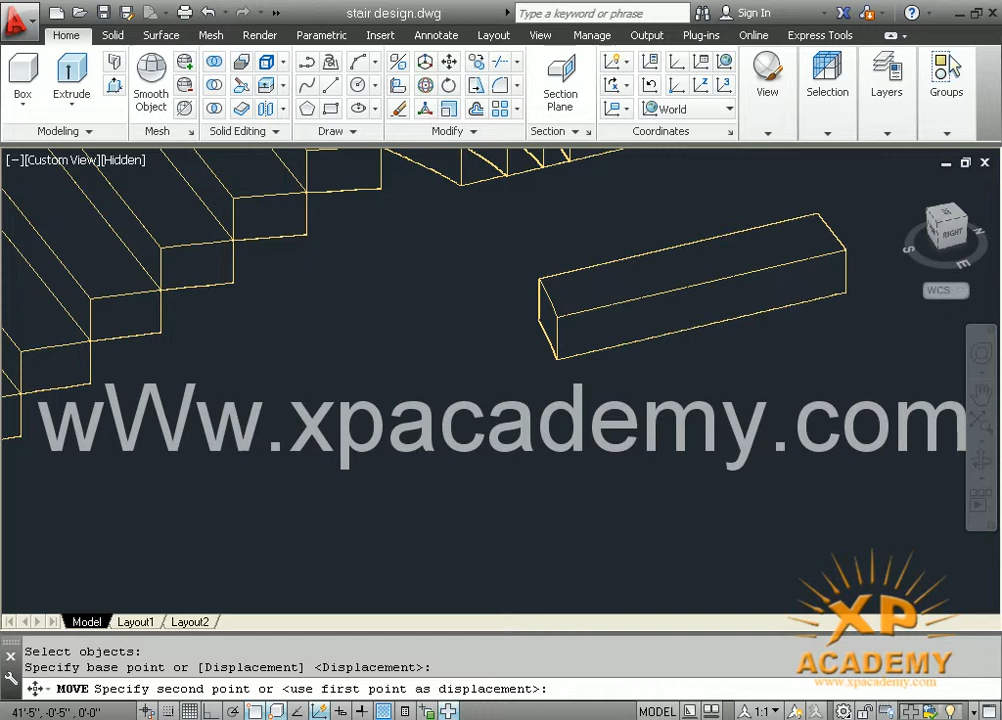 stair design.dwg
Type a keyword or phrase
Sign In
Home Solid Surface Mesh Render Parametric Insert Annotate Layout View Manage Output Plug-ins Online Express Tools
Box
Extrude
Smooth Object
Section Plane
World
View
Selection
Layers
Groups
Modeling
Mesh
Solid Editing
Draw
Modify
Section
Coordinates
[−][Custom View][Hidden]
RIGHT
S
E
N
WCS
wWw.xpacademy.com
XP
ACADEMY
www.xpacademy.com
Model Layout1 Layout2
Select objects:
Specify base point or [Displacement] <Displacement>:
MOVE Specify second point or <use first point as displacement>:
41'-5", -0'-5", 0'-0"
MODEL
1:1